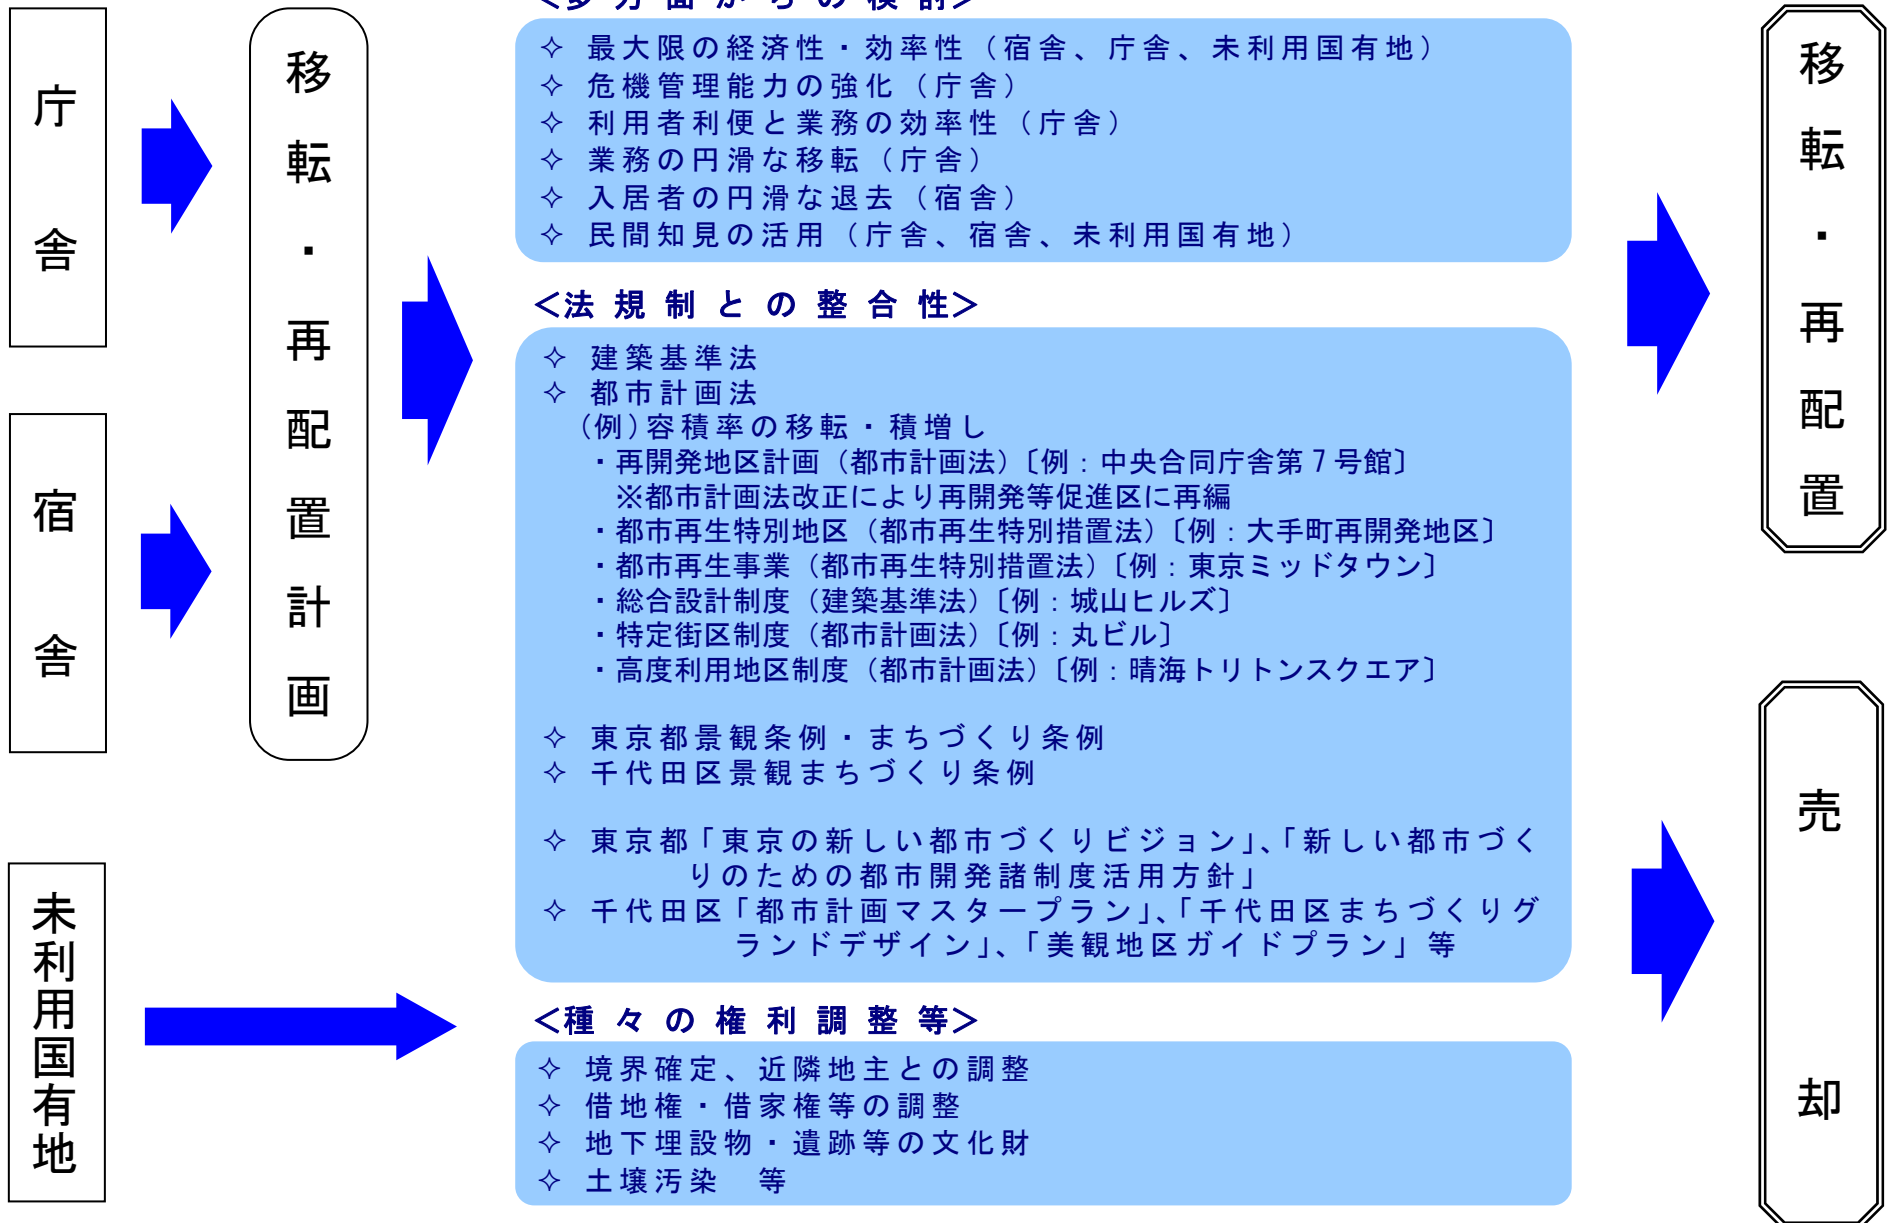 庁舎
宿舎
未利用国有地
移転・再配置計画
＜多方面からの検討＞
✧ 最大限の経済性・効率性（宿舎、庁舎、未利用国有地）
✧ 危機管理能力の強化（庁舎）
✧ 利用者利便と業務の効率性（庁舎）
✧ 業務の円滑な移転（庁舎）
✧ 入居者の円滑な退去（宿舎）
✧ 民間知見の活用（庁舎、宿舎、未利用国有地）
＜法規制との整合性＞
✧ 建築基準法
✧ 都市計画法
（例）容積率の移転・積増し
・再開発地区計画（都市計画法）〔例：中央合同庁舎第７号館〕
※都市計画法改正により再開発等促進区に再編
・都市再生特別地区（都市再生特別措置法）〔例：大手町再開発地区〕
・都市再生事業（都市再生特別措置法）〔例：東京ミッドタウン〕
・総合設計制度（建築基準法）〔例：城山ヒルズ〕
・特定街区制度（都市計画法）〔例：丸ビル〕
・高度利用地区制度（都市計画法）〔例：晴海トリトンスクエア〕
✧ 東京都景観条例・まちづくり条例
✧ 千代田区景観まちづくり条例
✧ 東京都「東京の新しい都市づくりビジョン」、「新しい都市づく
りのための都市開発諸制度活用方針」
✧ 千代田区「都市計画マスタープラン」、「千代田区まちづくりグ
ランドデザイン」、「美観地区ガイドプラン」等
＜種々の権利調整等＞
✧ 境界確定、近隣地主との調整
✧ 借地権・借家権等の調整
✧ 地下埋設物・遺跡等の文化財
✧ 土壌汚染　等
移転・再配置
売却